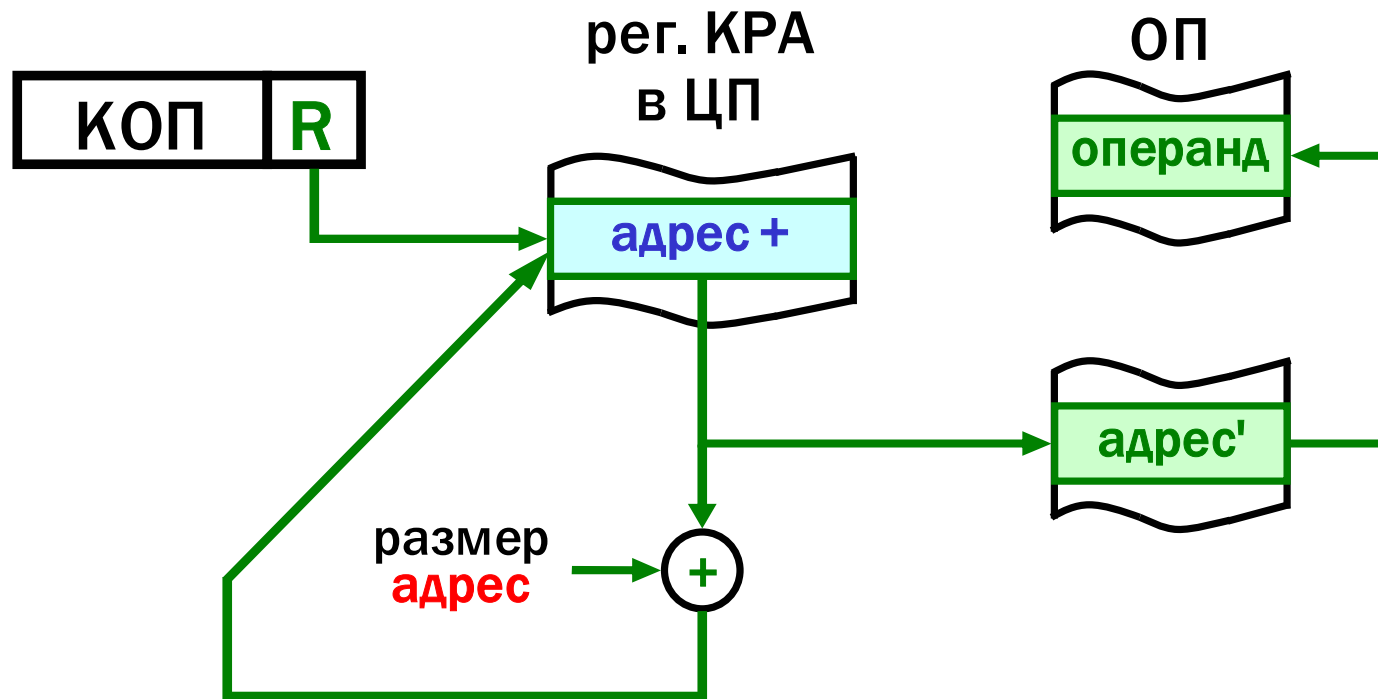 рег. КРА
в ЦП
ОП
КОП R
операнд
адрес +
адрес'
размер
адрес
+